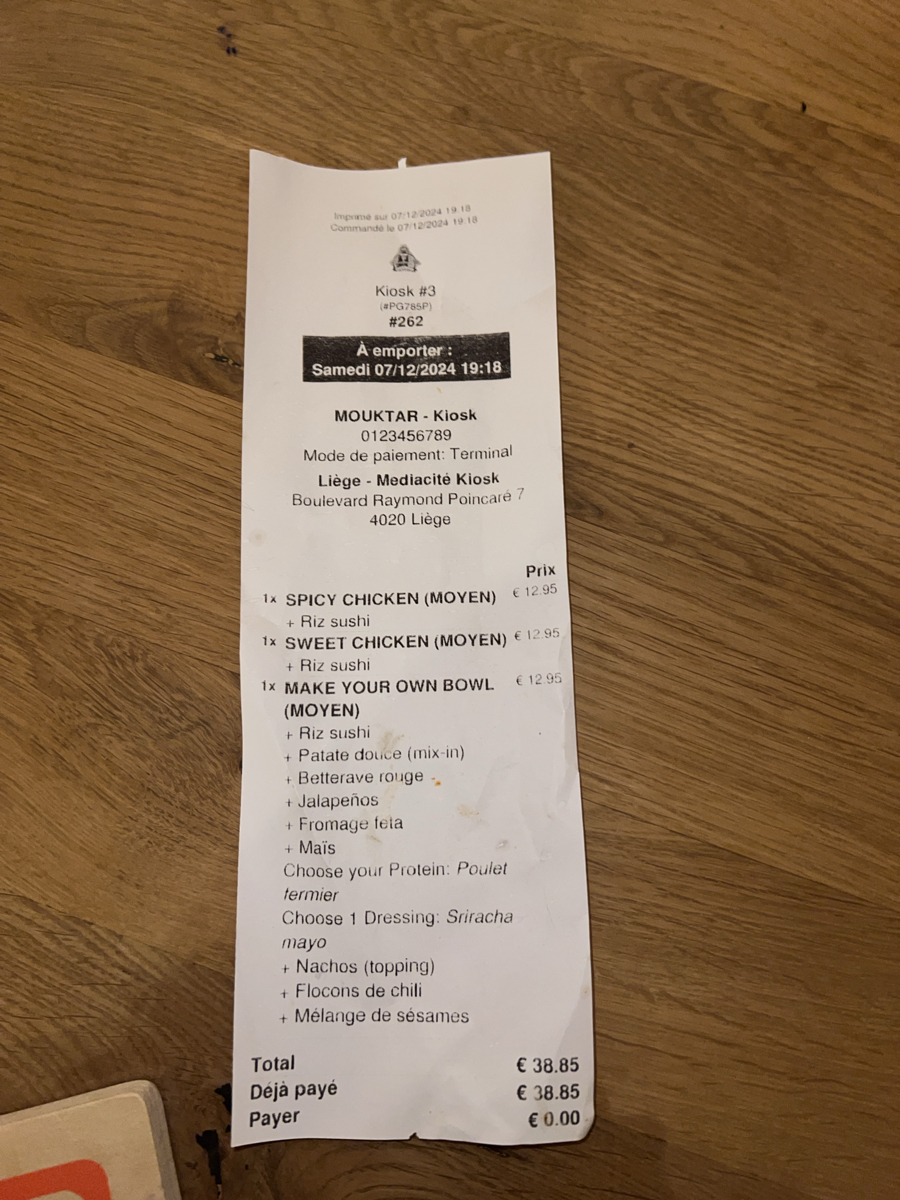 Imprimé sur 07/12/2024 19:18
Commandé le 07/12/2024 19:18
Kiosk #3
(#PG785P)
#262
À emporter :
Samedi 07/12/2024 19:18
MOUKTAR - Kiosk
0123456789
Mode de paiement: Terminal
Liège - Mediacité Kiosk
Boulevard Raymond Poincaré 7
4020 Liège
Prix
1x SPICY CHICKEN (MOYEN) € 12.95
+ Riz sushi
1x SWEET CHICKEN (MOYEN) € 12.95
+ Riz sushi
1x MAKE YOUR OWN BOWL € 12.95
(MOYEN)
+ Riz sushi
+ Patate douce (mix-in)
+ Betterave rouge
+ Jalapeños
+ Fromage feta
+ Maïs
Choose your Protein: Poulet
fermier
Choose 1 Dressing: Sriracha
mayo
+ Nachos (topping)
+ Flocons de chili
+ Mélange de sésames
Total € 38.85
Déjà payé € 38.85
Payer € 0.00